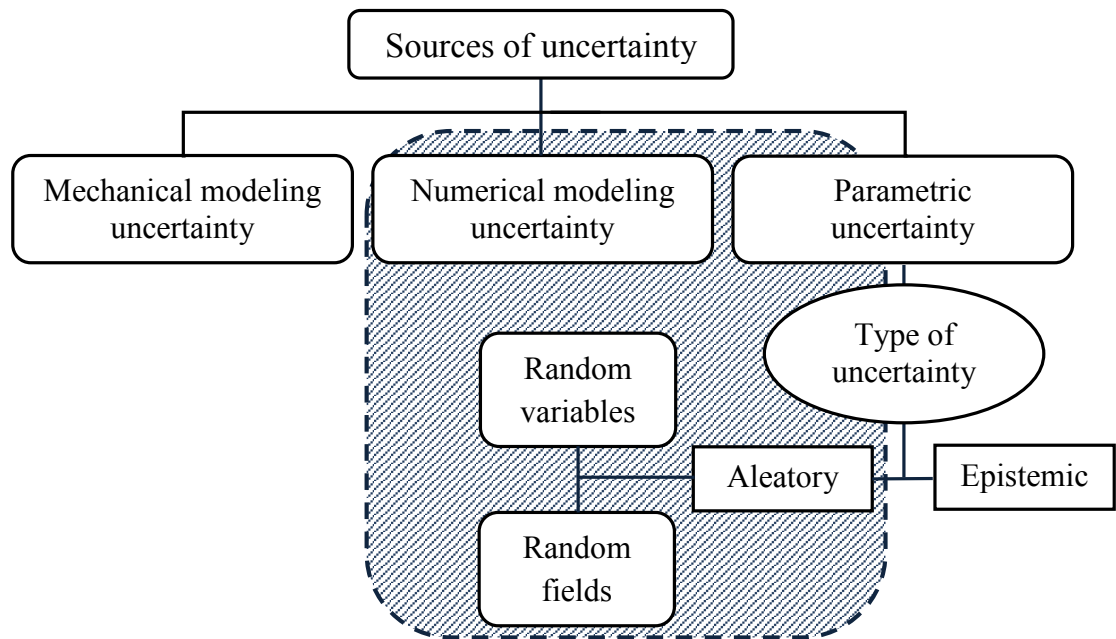 Sources of uncertainty
Mechanical modeling
uncertainty
Numerical modeling
uncertainty
Parametric
uncertainty
Type of
uncertainty
Random
variables
Aleatory
Epistemic
Random
fields